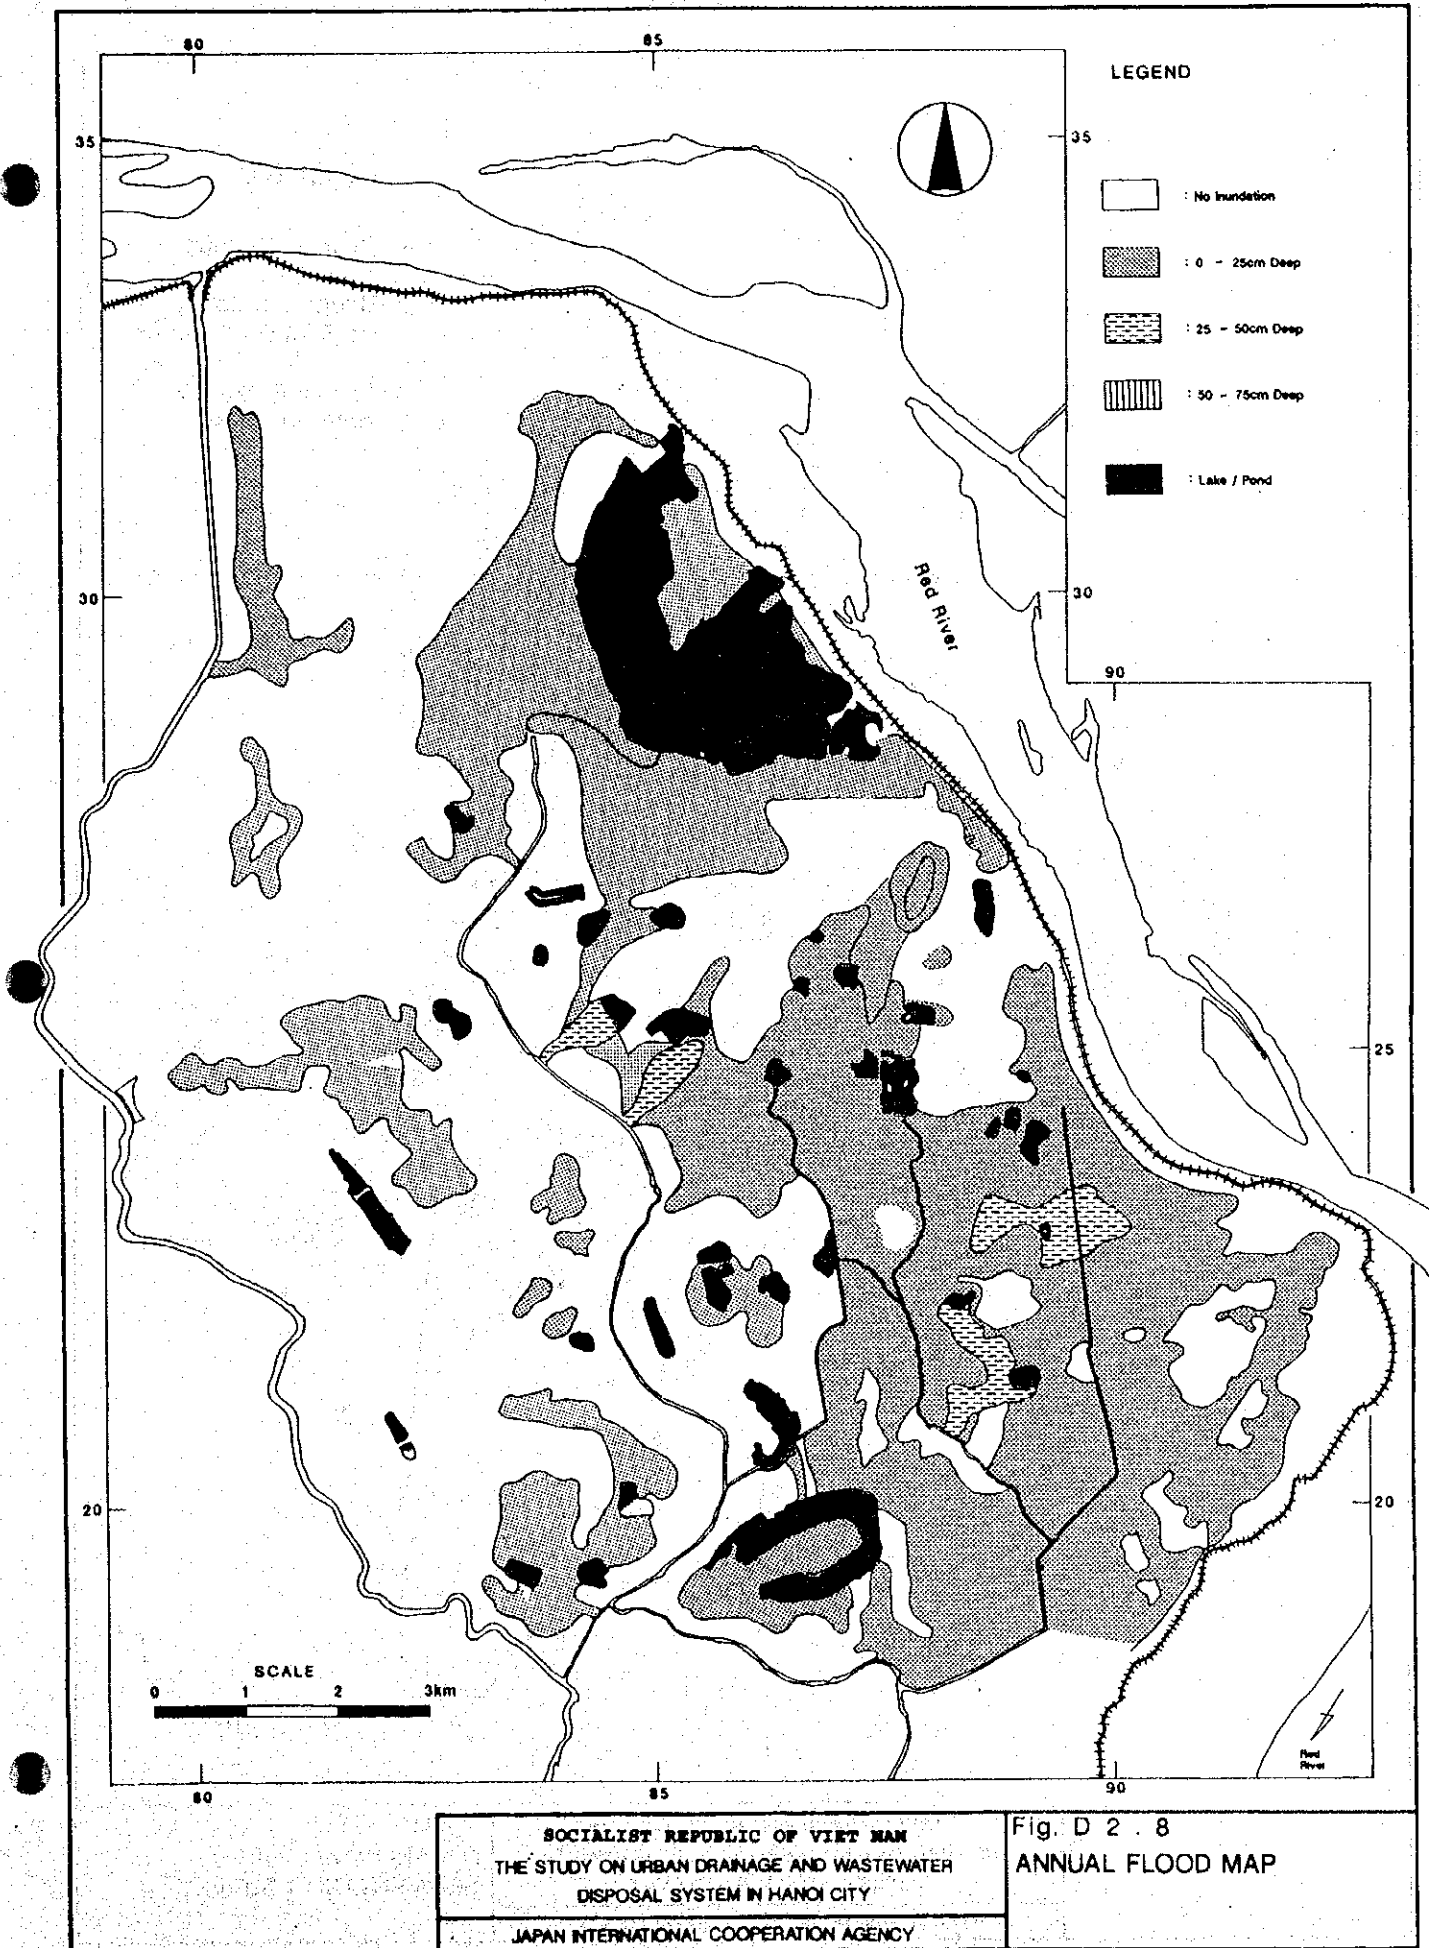 80
85
LEGEND
35
35
: No Inundation
: 0 - 25cm Deep
: 25 - 50cm Deep
: 50 - 75cm Deep
: Lake / Pond
30
30
Red River
90
25
20
20
SCALE
0 1 2 3km
Red
River
80
85
90
SOCIALIST REPUBLIC OF VIET NAM
THE STUDY ON URBAN DRAINAGE AND WASTEWATER
DISPOSAL SYSTEM IN HANOI CITY
JAPAN INTERNATIONAL COOPERATION AGENCY
Fig. D 2 . 8
ANNUAL FLOOD MAP